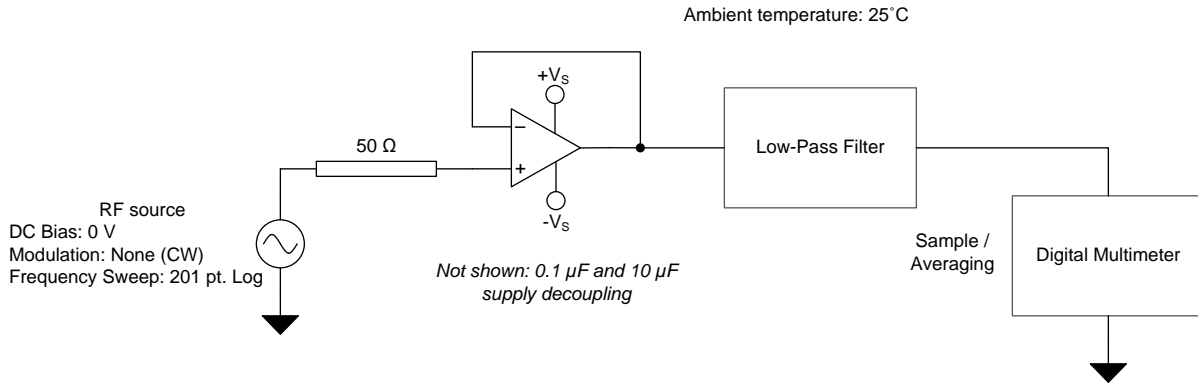 Ambient temperature: 25˚C
+VS
−
50 Ω
+
Low-Pass Filter
-VS
RF source
DC Bias: 0 V
Modulation: None (CW)
Frequency Sweep: 201 pt. Log
Not shown: 0.1 µF and 10 µF
supply decoupling
Sample /
Averaging
Digital Multimeter